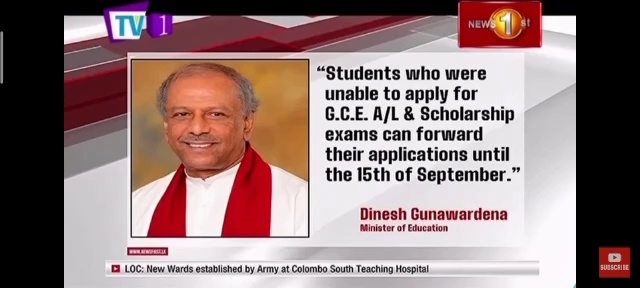 TV 1
NEWS 1st
“Students who were
unable to apply for
G.C.E. A/L & Scholarship
exams can forward
their applications until
the 15th of September.”
Dinesh Gunawardena
Minister of Education
WWW.NEWSFIRST.LK
LOC: New Wards established by Army at Colombo South Teaching Hospital
SUBSCRIBE